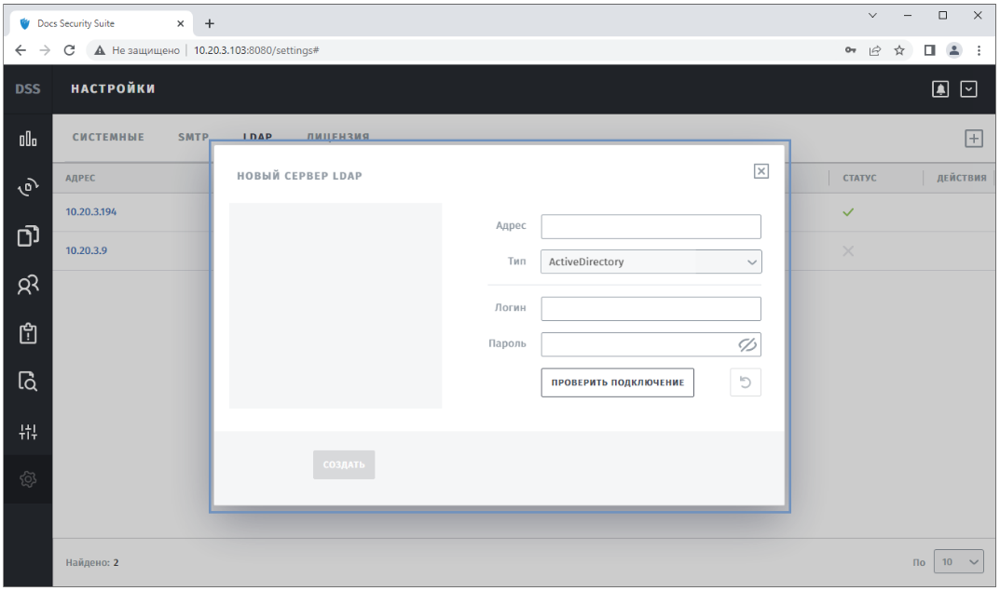 Docs Security Suite
Не защищено 10.20.3.103:8080/settings#
DSS НАСТРОЙКИ
СИСТЕМНЫЕ SMTP LDAP ЛИЦЕНЗИЯ
АДРЕС СТАТУС ДЕЙСТВИЯ
10.20.3.194
10.20.3.9
НОВЫЙ СЕРВЕР LDAP
Адрес
Тип ActiveDirectory
Логин
Пароль
ПРОВЕРИТЬ ПОДКЛЮЧЕНИЕ
СОЗДАТЬ
Найдено: 2 По 10